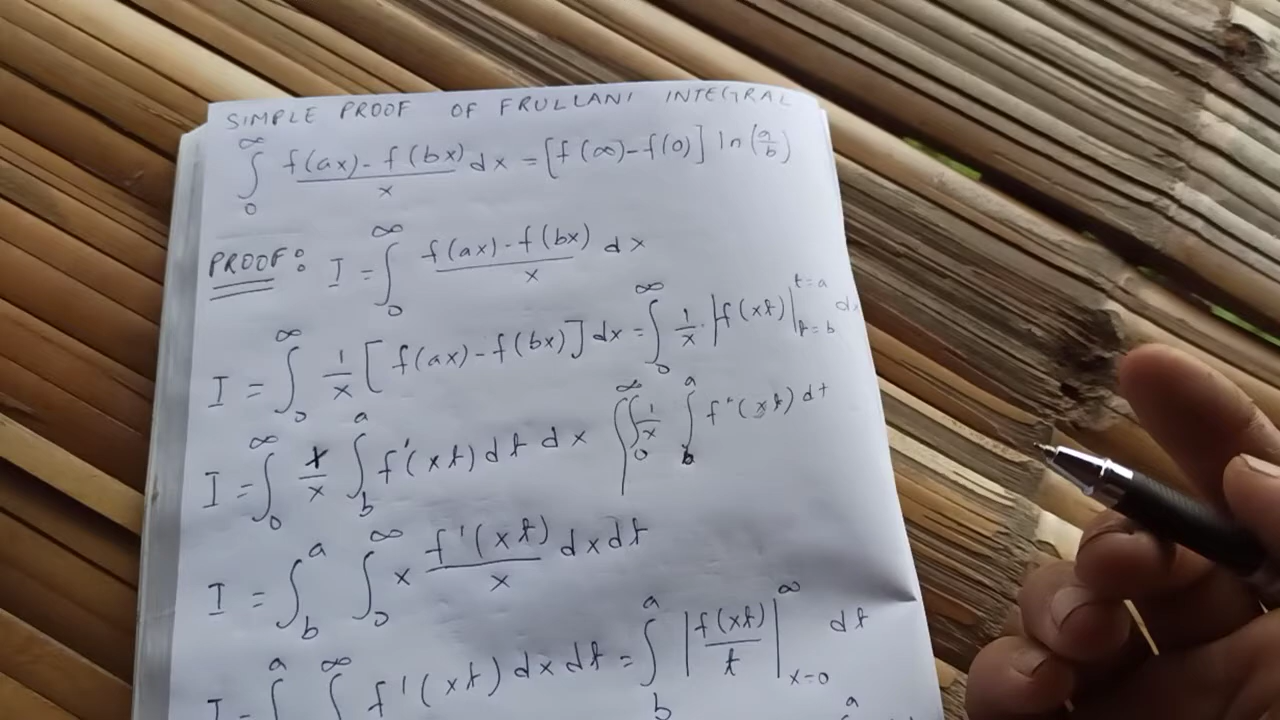 SIMPLE PROOF OF FRULLANI INTEGRAL
∫₀^∞ (f(ax) - f(bx))/x dx = [f(∞) - f(0)] ln(a/b)
PROOF: I = ∫₀^∞ (f(ax) - f(bx))/x dx
I = ∫₀^∞ 1/x [f(ax) - f(bx)] dx = ∫₀^∞ 1/x · |f(xt)|_{t=b}^{t=a} dx
I = ∫₀^∞ x/x ∫_b^a f'(xt) dt dx ∫∫₀^∞ 1/x ∫_b^a f'(xt) dt
I = ∫_b^a ∫₀^∞ x f'(xt)/x dx dt
I = ∫^a ∫^∞ f'(xt) dx dt = ∫_b^a |f(xt)/t|_{x=0}^∞ dt